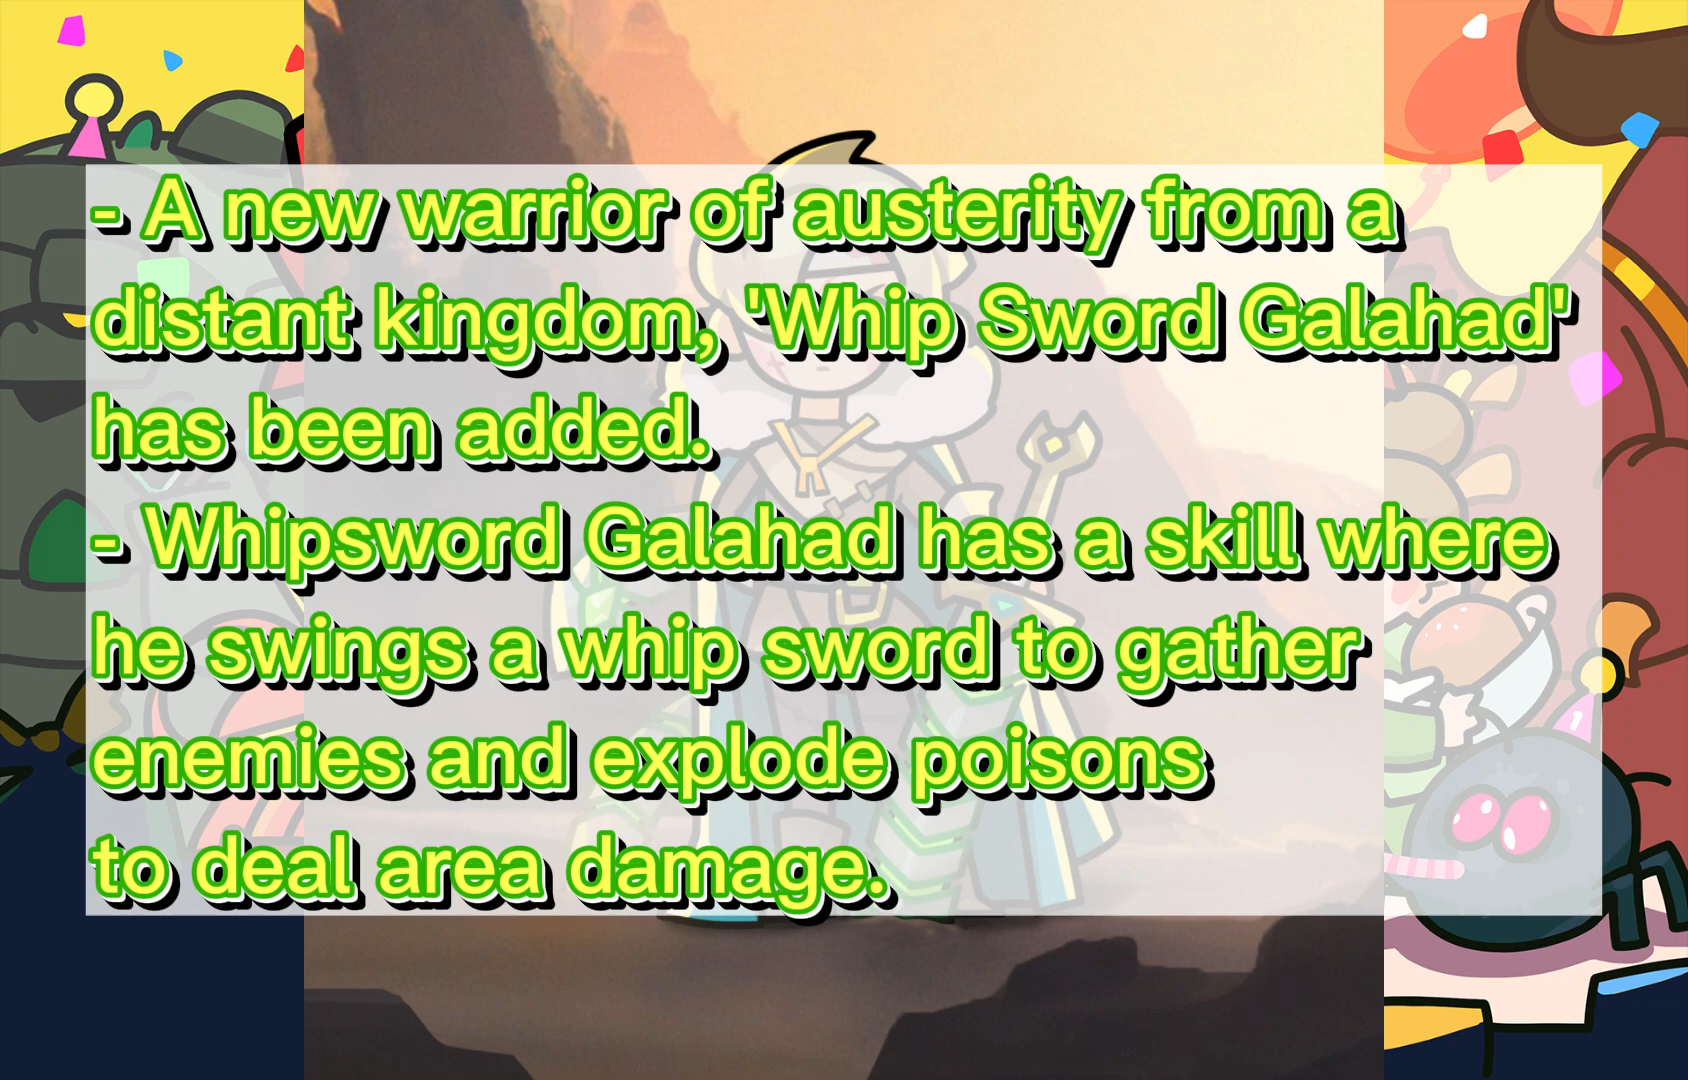 - A new warrior of austerity from a
distant kingdom, 'Whip Sword Galahad'
has been added.
- Whipsword Galahad has a skill where
he swings a whip sword to gather
enemies and explode poisons
to deal area damage.